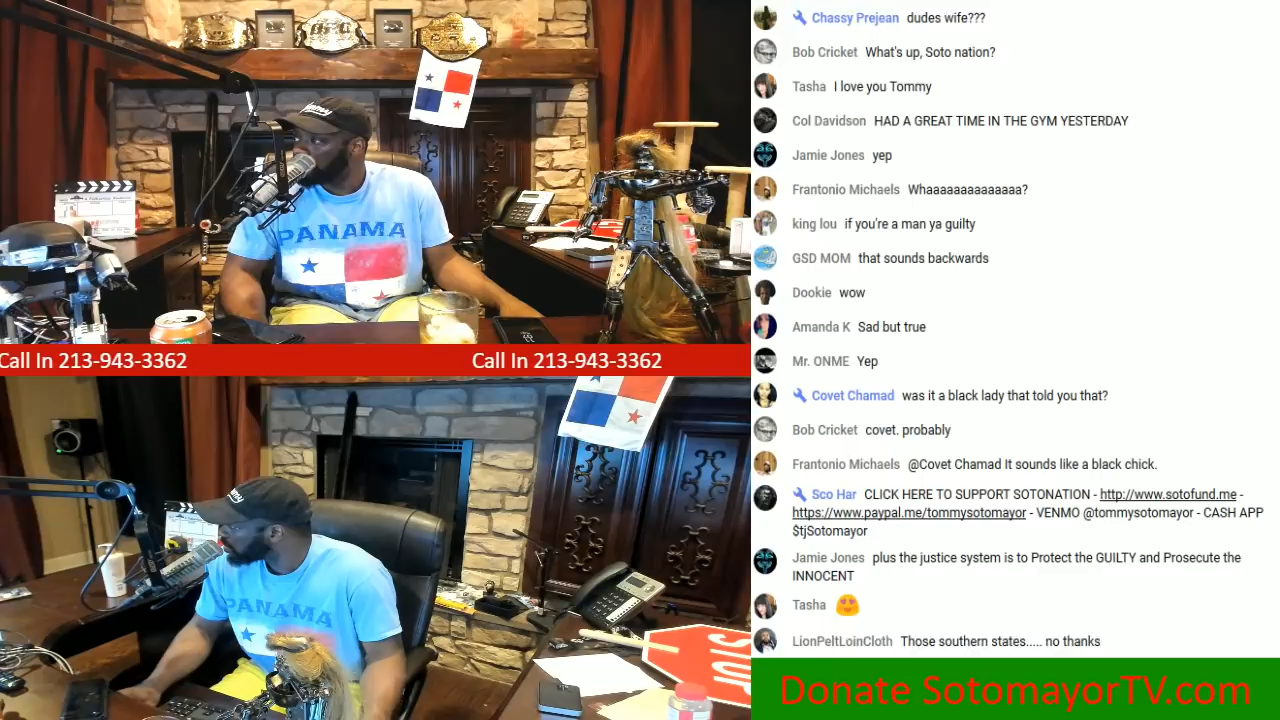 PANAMA
Call In 213-943-3362
Call In 213-943-3362
PANAMA
STOP
Chassy Prejean dudes wife???
Bob Cricket What's up, Soto nation?
Tasha I love you Tommy
Col Davidson HAD A GREAT TIME IN THE GYM YESTERDAY
Jamie Jones yep
Frantonio Michaels Whaaaaaaaaaaaaaa?
king lou if you're a man ya guilty
GSD MOM that sounds backwards
Dookie wow
Amanda K Sad but true
Mr. ONME Yep
Covet Chamad was it a black lady that told you that?
Bob Cricket covet. probably
Frantonio Michaels @Covet Chamad It sounds like a black chick.
Sco Har CLICK HERE TO SUPPORT SOTONATION - http://www.sotofund.me -
https://www.paypal.me/tommysotomayor - VENMO @tommysotomayor - CASH APP
$tjSotomayor
Jamie Jones plus the justice system is to Protect the GUILTY and Prosecute the
INNOCENT
Tasha 😍
LionPeltLoinCloth Those southern states..... no thanks
Donate SotomayorTV.com